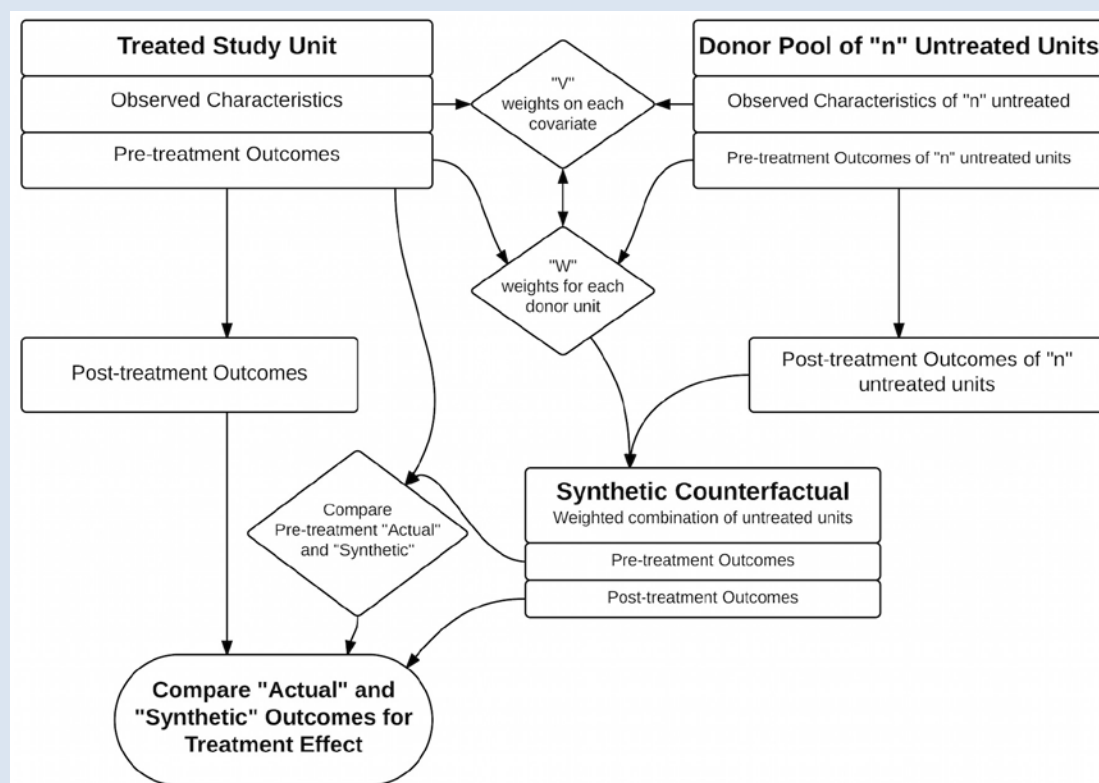 Treated Study Unit
Observed Characteristics
Pre-treatment Outcomes
"V"
weights on each
covariate
Donor Pool of "n" Untreated Units
Observed Characteristics of "n" untreated
Pre-treatment Outcomes of "n" untreated units
"W"
weights for each
donor unit
Post-treatment Outcomes
Post-treatment Outcomes of "n"
untreated units
Compare
Pre-treatment "Actual"
and "Synthetic"
Synthetic Counterfactual
Weighted combination of untreated units
Pre-treatment Outcomes
Post-treatment Outcomes
Compare "Actual" and
"Synthetic" Outcomes for
Treatment Effect